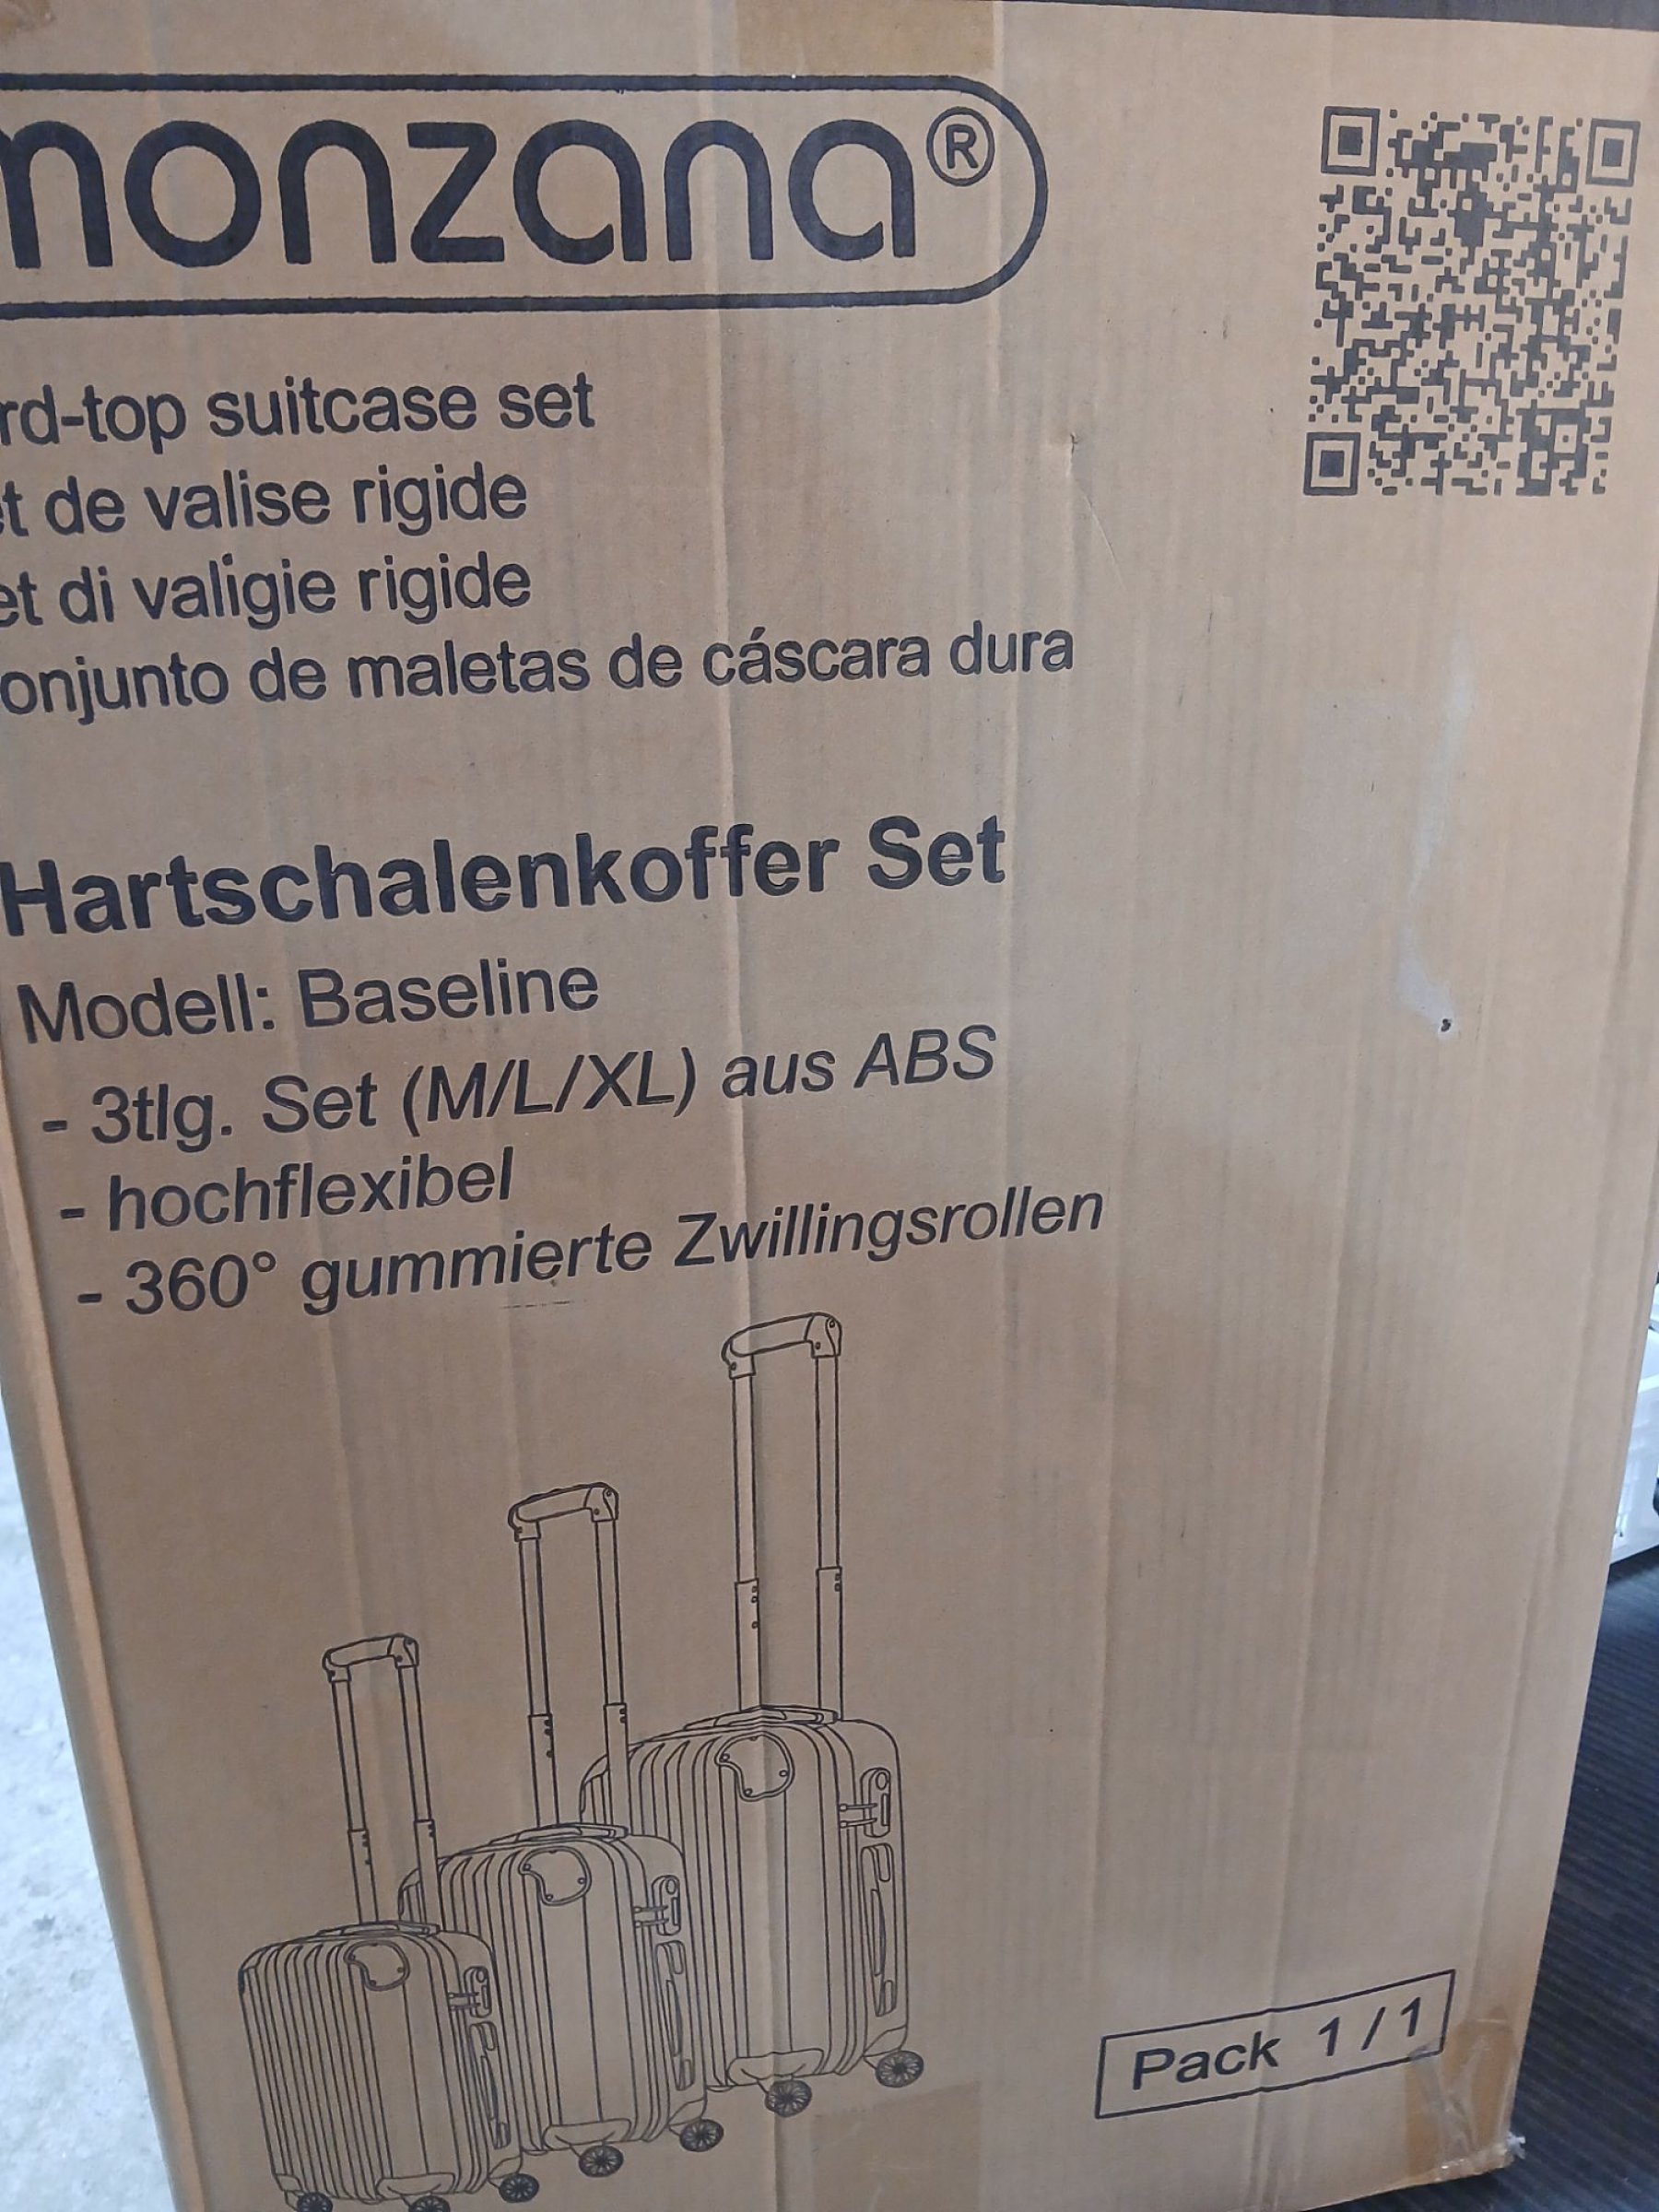 monzana®
rd-top suitcase set
et de valise rigide
et di valigie rigide
onjunto de maletas de cáscara dura
Hartschalenkoffer Set
Modell: Baseline
- 3tlg. Set (M/L/XL) aus ABS
- hochflexibel
- 360° gummierte Zwillingsrollen
Pack 1/1